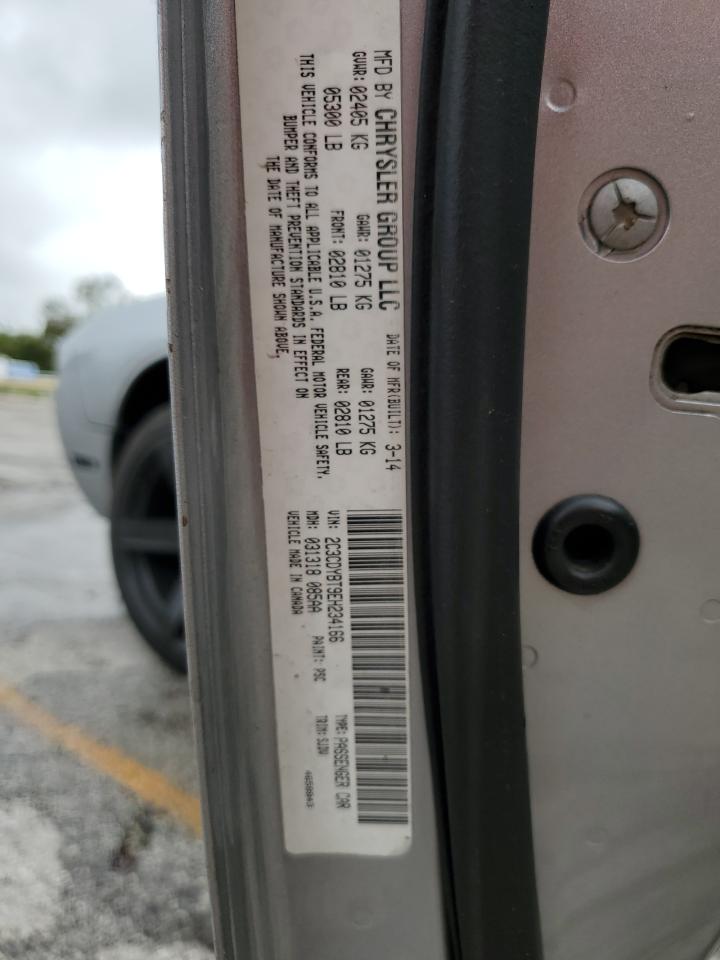 MFD BY CHRYSLER GROUP LLC DATE OF MFR(BUILT): 3-14
GVWR: 02405 KG GAWR: 01275 KG GAWR: 01275 KG
05300 LB FRONT: 02810 LB REAR: 02810 LB
THIS VEHICLE CONFORMS TO ALL APPLICABLE U.S.A. FEDERAL MOTOR VEHICLE SAFETY,
BUMPER AND THEFT PREVENTION STANDARDS IN EFFECT ON
THE DATE OF MANUFACTURE SHOWN ABOVE.
VIN: 2C3CDYBT9EH234166 TYPE: PASSENGER CAR
MDH: 031318 085AA PAINT: PSC TRIM:
VEHICLE MADE IN CANADA